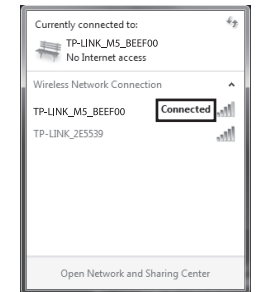 Currently connected to:
TP-LINK_M5_BEEF00
No Internet access
Wireless Network Connection
TP-LINK_M5_BEEF00 Connected
TP-LINK_2E5539
Open Network and Sharing Center